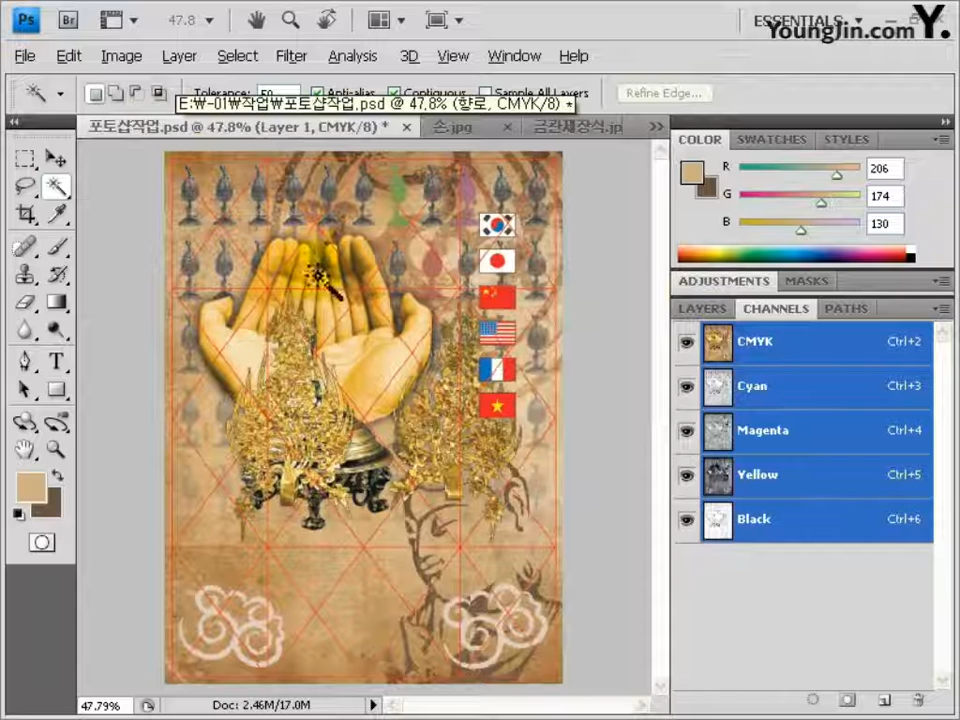 Ps Br 47.8 ESSENTIALS
YoungJin.com Y.
File Edit Image Layer Select Filter Analysis 3D View Window Help
Tolerance: 50 Anti-alias Contiguous Sample All Layers Refine Edge...
E:\-01\작업\포토샵작업.psd @ 47.8% (향로, CMYK/8) *
포토샵작업.psd @ 47.8% (Layer 1, CMYK/8) * × 손.jpg × 금관제장식.jp
COLOR SWATCHES STYLES
R 206
G 174
B 130
ADJUSTMENTS MASKS
LAYERS CHANNELS PATHS
CMYK Ctrl+2
Cyan Ctrl+3
Magenta Ctrl+4
Yellow Ctrl+5
Black Ctrl+6
47.79% Doc: 2.46M/17.0M